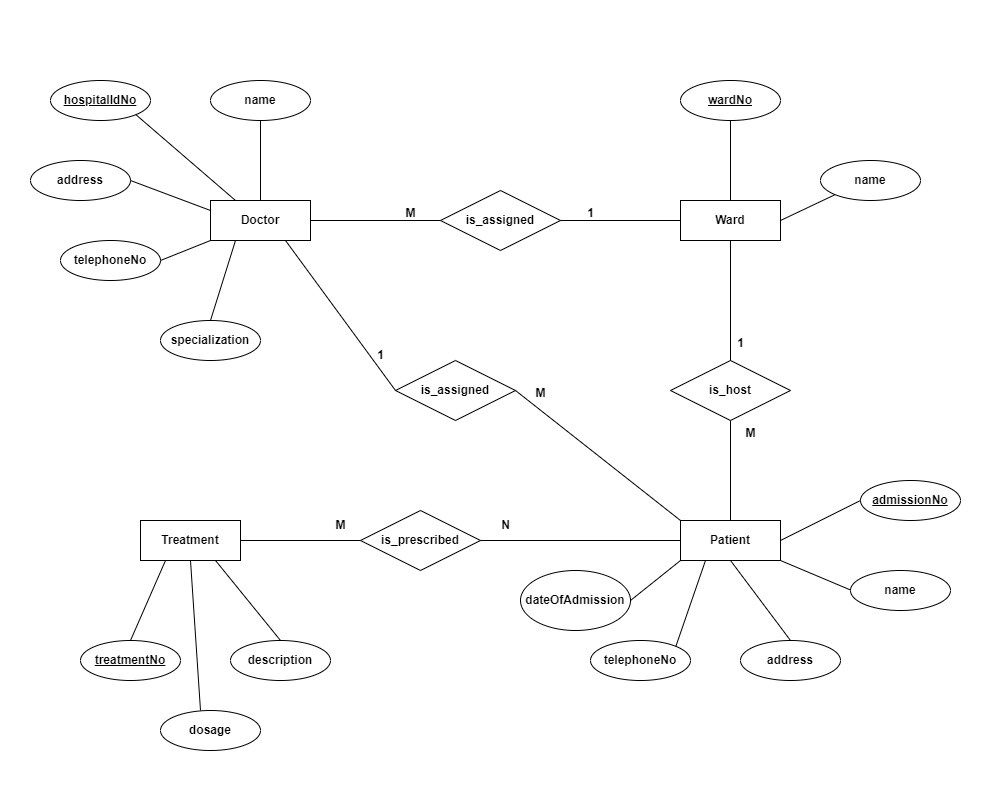 hospitalIdNo
name
wardNo
address
name
Doctor
M
is_assigned
1
Ward
telephoneNo
specialization
1
1
is_assigned
M
is_host
M
admissionNo
Treatment
M
is_prescribed
N
Patient
dateOfAdmission
name
treatmentNo
description
telephoneNo
address
dosage